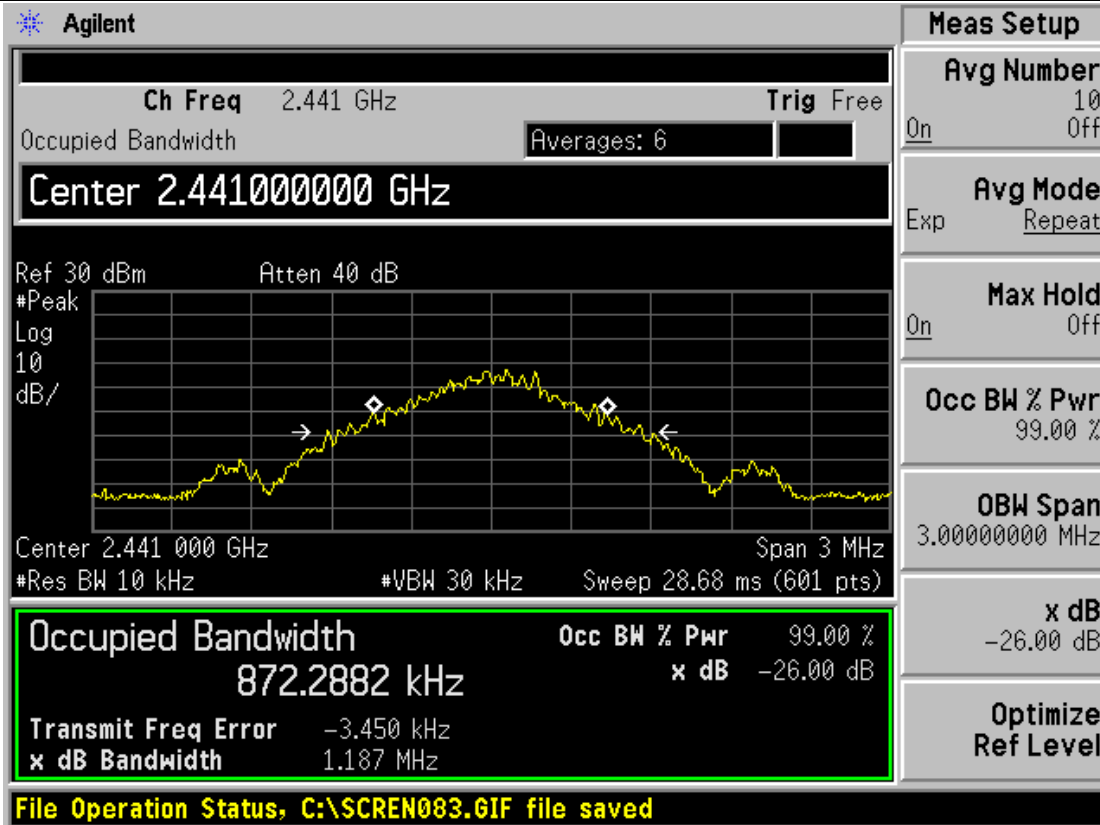 Agilent
Ch Freq 2.441 GHz Trig Free
Occupied Bandwidth Averages: 6
Center 2.441000000 GHz
Ref 30 dBm Atten 40 dB
#Peak
Log
10
dB/
Center 2.441 000 GHz Span 3 MHz
#Res BW 10 kHz #VBW 30 kHz Sweep 28.68 ms (601 pts)
Occupied Bandwidth Occ BW % Pwr 99.00 %
872.2882 kHz x dB -26.00 dB
Transmit Freq Error -3.450 kHz
x dB Bandwidth 1.187 MHz
File Operation Status, C:\SCREN083.GIF file saved
Meas Setup
Avg Number
10
On Off
Avg Mode
Exp Repeat
Max Hold
On Off
Occ BW % Pwr
99.00 %
OBW Span
3.00000000 MHz
x dB
-26.00 dB
Optimize
Ref Level